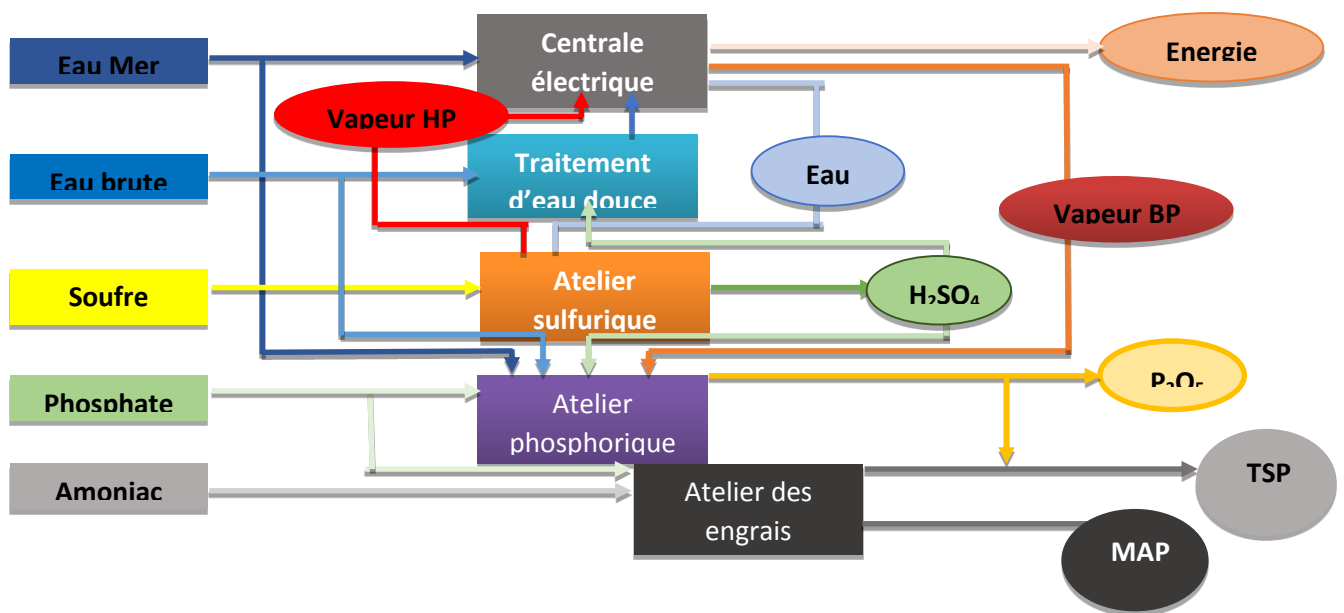 Centrale
électrique
Energie
Eau Mer
Vapeur HP
Traitement
d’eau douce
Eau brute
Eau
Vapeur BP
Atelier
sulfurique
Soufre
H₂SO₄
Atelier
phosphorique
P₂O₅
Phosphate
Amoniac
Atelier des
engrais
TSP
MAP